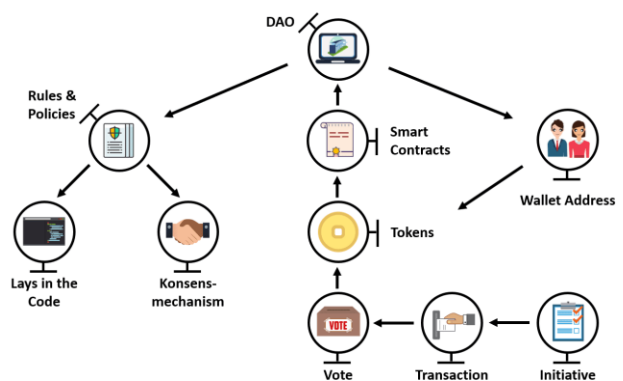 DAO
Rules &
Policies
Smart
Contracts
Wallet Address
Tokens
Lays in the
Code
Konsens-
mechanism
VOTE
Vote
Transaction
Initiative